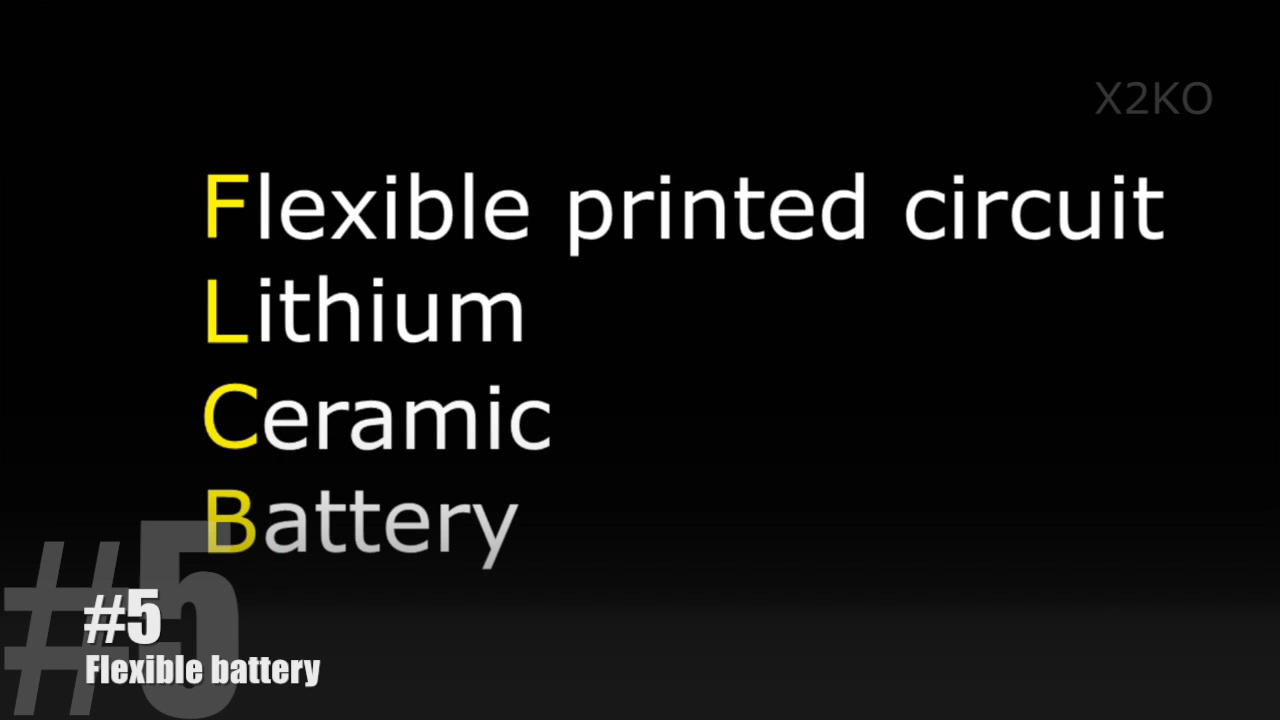 X2KO
Flexible printed circuit
Lithium
Ceramic
Battery
#5
#5
Flexible battery